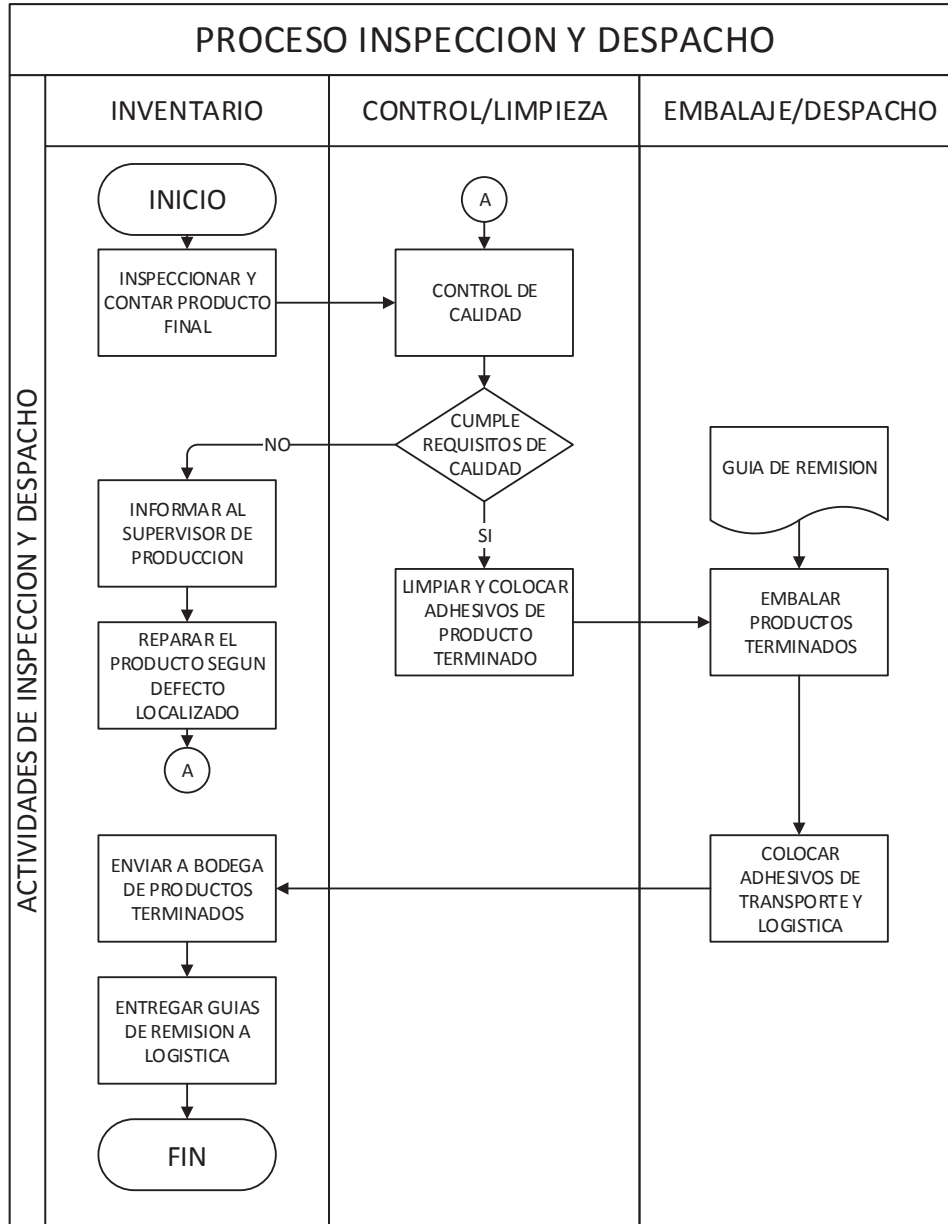 PROCESO INSPECCION Y DESPACHO
ACTIVIDADES DE INSPECCION Y DESPACHO
INVENTARIO
CONTROL/LIMPIEZA
EMBALAJE/DESPACHO
INICIO
A
INSPECCIONAR Y
CONTAR PRODUCTO
FINAL
CONTROL DE
CALIDAD
CUMPLE
REQUISITOS DE
CALIDAD
NO
SI
GUIA DE REMISION
INFORMAR AL
SUPERVISOR DE
PRODUCCION
LIMPIAR Y COLOCAR
ADHESIVOS DE
PRODUCTO
TERMINADO
EMBALAR
PRODUCTOS
TERMINADOS
REPARAR EL
PRODUCTO SEGUN
DEFECTO
LOCALIZADO
A
ENVIAR A BODEGA
DE PRODUCTOS
TERMINADOS
COLOCAR
ADHESIVOS DE
TRANSPORTE Y
LOGISTICA
ENTREGAR GUIAS
DE REMISION A
LOGISTICA
FIN